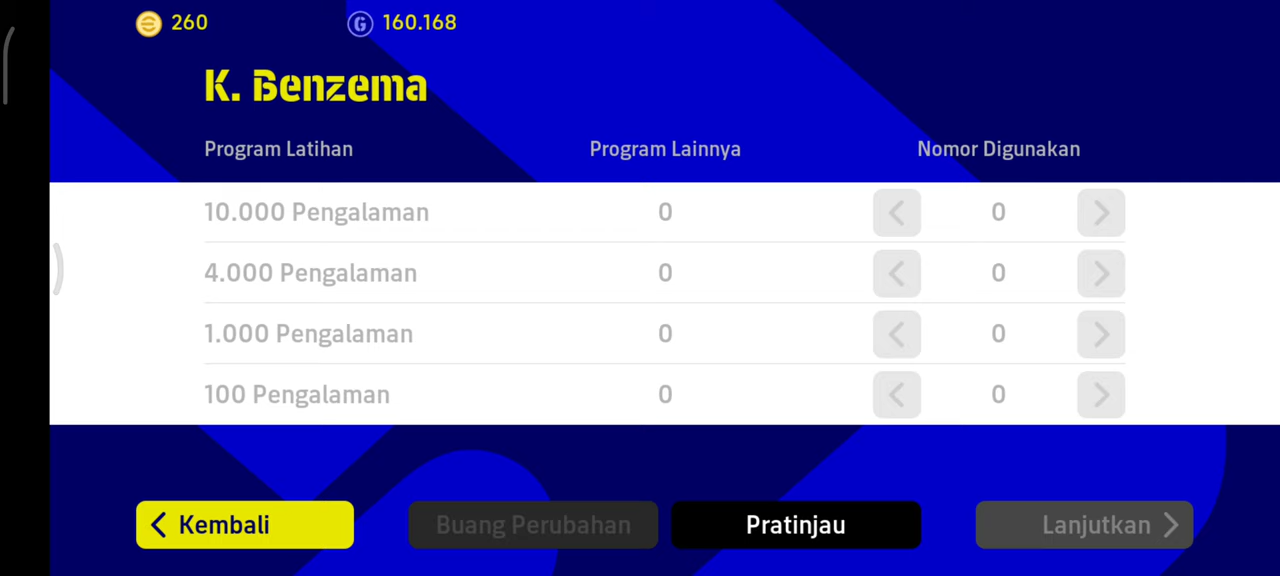 260 160.168
K. Benzema
Program Latihan Program Lainnya Nomor Digunakan
10.000 Pengalaman 0 0
4.000 Pengalaman 0 0
1.000 Pengalaman 0 0
100 Pengalaman 0 0
Kembali Buang Perubahan Pratinjau Lanjutkan